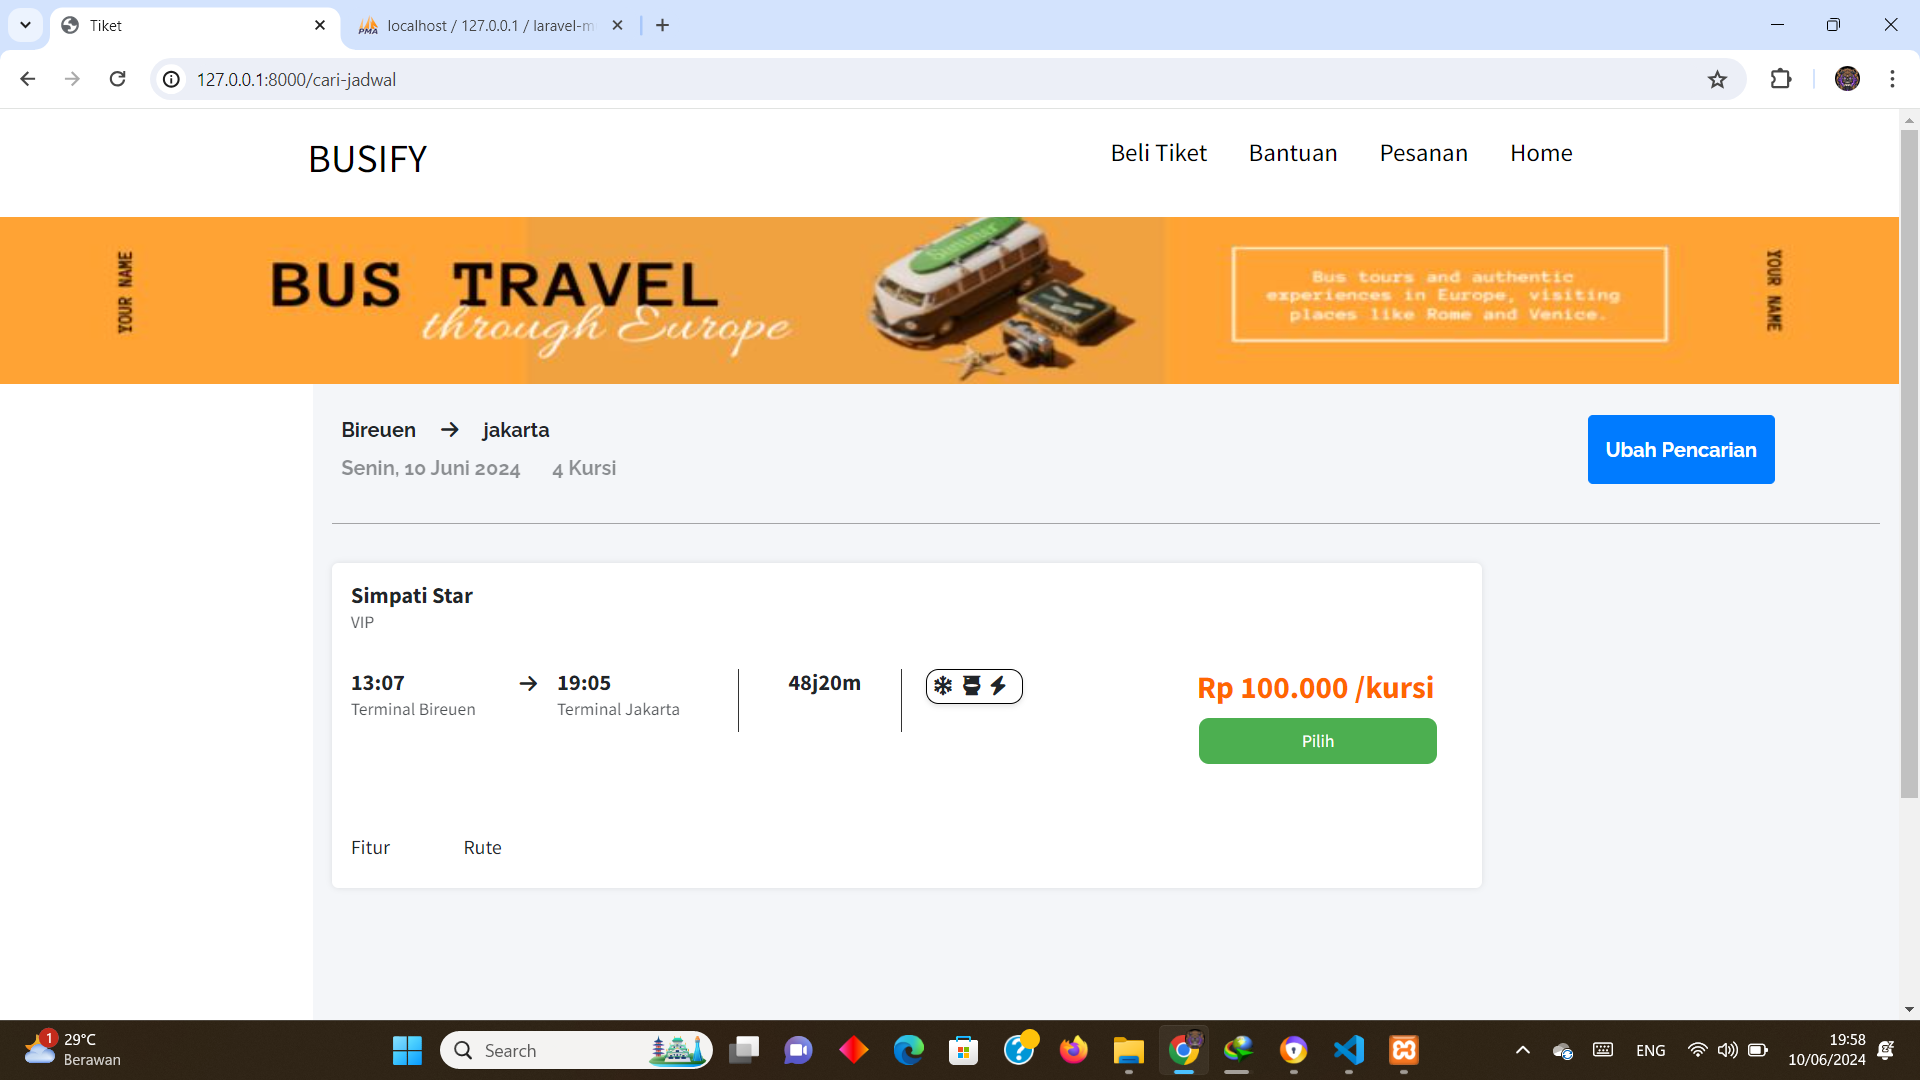 Tiket
localhost / 127.0.0.1 / laravel-m
127.0.0.1:8000/cari-jadwal
BUSIFY
Beli Tiket Bantuan Pesanan Home
YOUR NAME
BUS TRAVEL
through Europe
Summer
Bus tours and authentic
experiences in Europe, visiting
places like Rome and Venice.
YOUR NAME
Bireuen → jakarta
Senin, 10 Juni 2024 4 Kursi
Ubah Pencarian
Simpati Star
VIP
13:07 → 19:05 48j20m
Terminal Bireuen Terminal Jakarta
Rp 100.000 /kursi
Pilih
Fitur Rute
1
29°C
Berawan
Search
ENG
19:58
10/06/2024